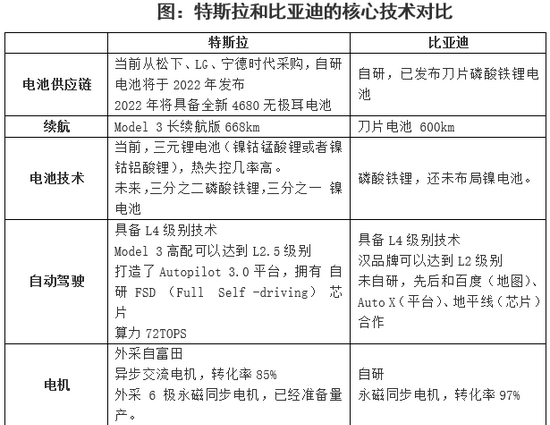 图：特斯拉和比亚迪的核心技术对比
特斯拉
比亚迪
电池供应链
当前从松下、LG、宁德时代采购，自研
电池将于 2022 年发布
2022 年将具备全新 4680 无极耳电池
自研，已发布刀片磷酸铁锂电
池
续航
Model 3 长续航版 668km
刀片电池 600km
电池技术
当前，三元锂电池（镍钴锰酸锂或者镍
钴铝酸锂），热失控几率高。
未来，三分之二磷酸铁锂，三分之一 镍
电池
磷酸铁锂，还未布局镍电池。
自动驾驶
具备 L4 级别技术
Model 3 高配可以达到 L2.5 级别
打造了 Autopilot 3.0 平台，拥有 自
研 FSD （Full Self -driving） 芯
片
算力 72TOPS
具备 L4 级别技术
汉品牌可以达到 L2 级别
未自研，先后和百度（地图）、
Auto X（平台）、地平线（芯片）
合作
电机
外采自富田
异步交流电机，转化率 85%
外采 6 极永磁同步电机，已经准备量
产。
自研
永磁同步电机，转化率 97%